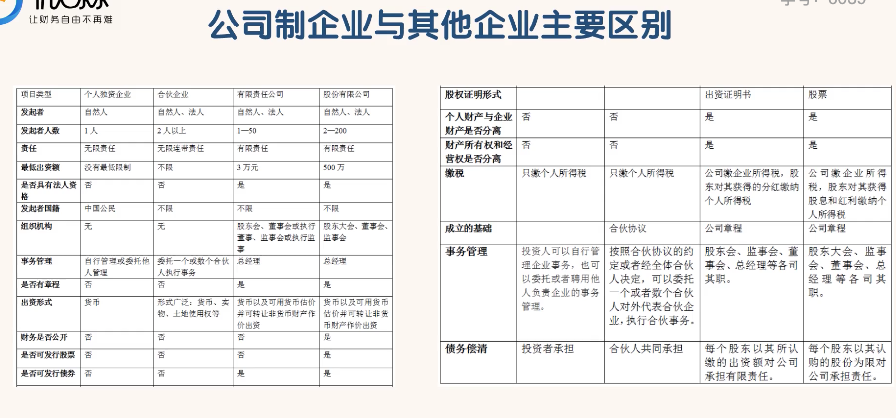 让财务自由不再难
公司制企业与其他企业主要区别
项目类型 个人独资企业 合伙企业 有限责任公司 股份有限公司
发起者 自然人 自然人、法人 自然人、法人 自然人、法人
发起者人数 1 人 2 人以上 1—50 2—200
责任 无限责任 无限连带责任 有限责任 有限责任
最低出资额 没有最低限制 不限 3 万元 500 万
是否具有法人资格 否 否 是 是
发起者国籍 中国公民 不限 不限 不限
组织机构 无 无 股东会、董事会或执行董事、监事会或执行监事 股东大会、董事会、监事会
事务管理 自行管理或委托他人管理 委托一个或数个合伙人执行事务 总经理 总经理
是否有章程 否 否 是 是
出资形式 货币 形式广泛：货币、实物、土地使用权等 货币以及可用货币估价并可转让非货币财产作价出资 货币以及可用货币估价并可转让非货币财产作价出资
财务是否公开 否 否 否 是
是否可发行股票 否 否 否 是
是否可发行债券 否 否 是 是
股权证明形式 出资证明书 股票
个人财产与企业财产是否分离 否 否 是 是
财产所有权和经营权是否分离 否 否 是 是
缴税 只缴个人所得税 只缴个人所得税 公司缴企业所得税，股东对其获得的分红缴纳个人所得税 公司缴企业所得税，股东对其获得股息和红利缴纳个人所得税
成立的基础 合伙协议 公司章程 公司章程
事务管理 投资人可以自行管理企业事务，也可以委托或者聘用他人负责企业的事务管理。 按照合伙协议的约定或者经全体合伙人决定，可以委托一个或者数个合伙人对外代表合伙企业，执行合伙事务。 股东会、监事会、董事会、总经理等各司其职。 股东大会、监事会、董事会、总经理等各司其职。
债务偿清 投资者承担 合伙人共同承担 每个股东以其所认缴的出资额对公司承担有限责任。 每个股东以其认购的股份为限对公司承担责任。